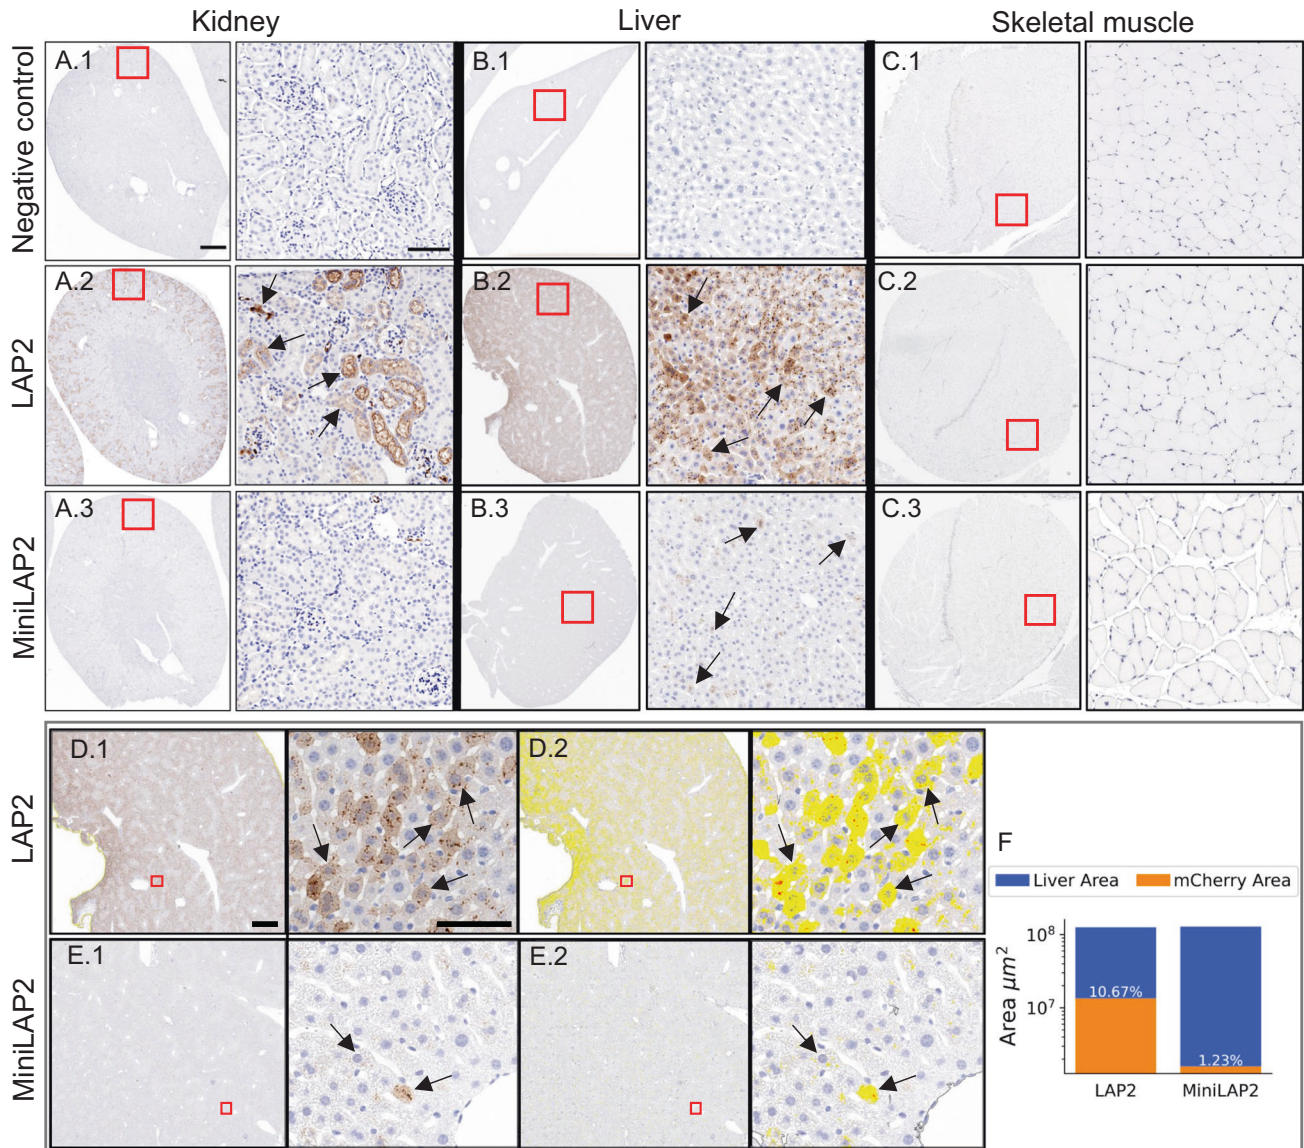 Kidney Liver Skeletal muscle
Negative control
A.1 B.1 C.1
LAP2
A.2 B.2 C.2
MiniLAP2
A.3 B.3 C.3
LAP2
D.1 D.2
MiniLAP2
E.1 E.2
F
Liver Area mCherry Area
Area μm²
10⁸
10⁷
10.67%
1.23%
LAP2 MiniLAP2